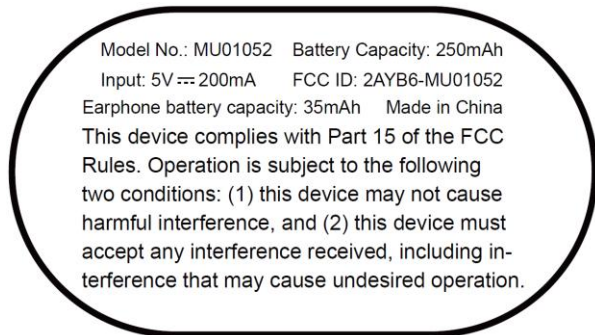 Model No.: MU01052 Battery Capacity: 250mAh
Input: 5V⎓200mA FCC ID: 2AYB6-MU01052
Earphone battery capacity: 35mAh Made in China
This device complies with Part 15 of the FCC
Rules. Operation is subject to the following
two conditions: (1) this device may not cause
harmful interference, and (2) this device must
accept any interference received, including in-
terference that may cause undesired operation.